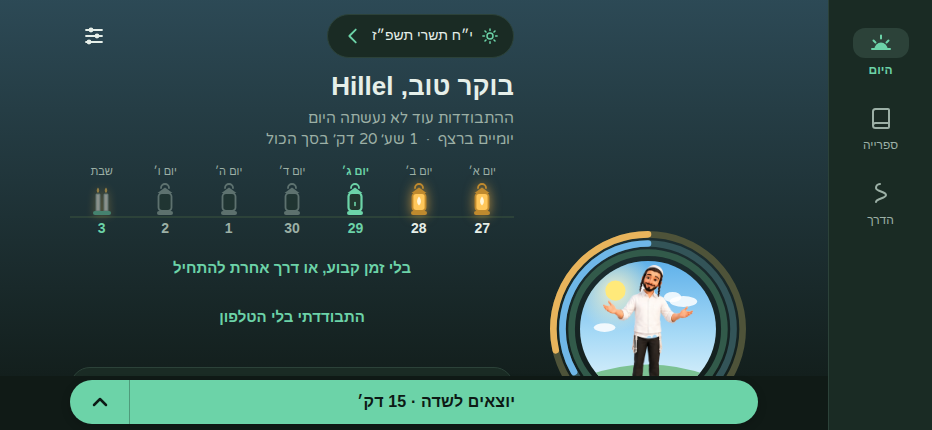 י״ח תשרי תשפ״ז
בוקר טוב, Hillel
ההתבודדות עוד לא נעשתה היום
יומיים ברצף · 1 שע׳ 20 דק׳ בסך הכול
יום א׳ יום ב׳ יום ג׳ יום ד׳ יום ה׳ יום ו׳ שבת
27 28 29 30 1 2 3
בלי זמן קבוע, או דרך אחרת להתחיל
התבודדתי בלי הטלפון
יוצאים לשדה · 15 דק׳
היום
ספרייה
הדרך